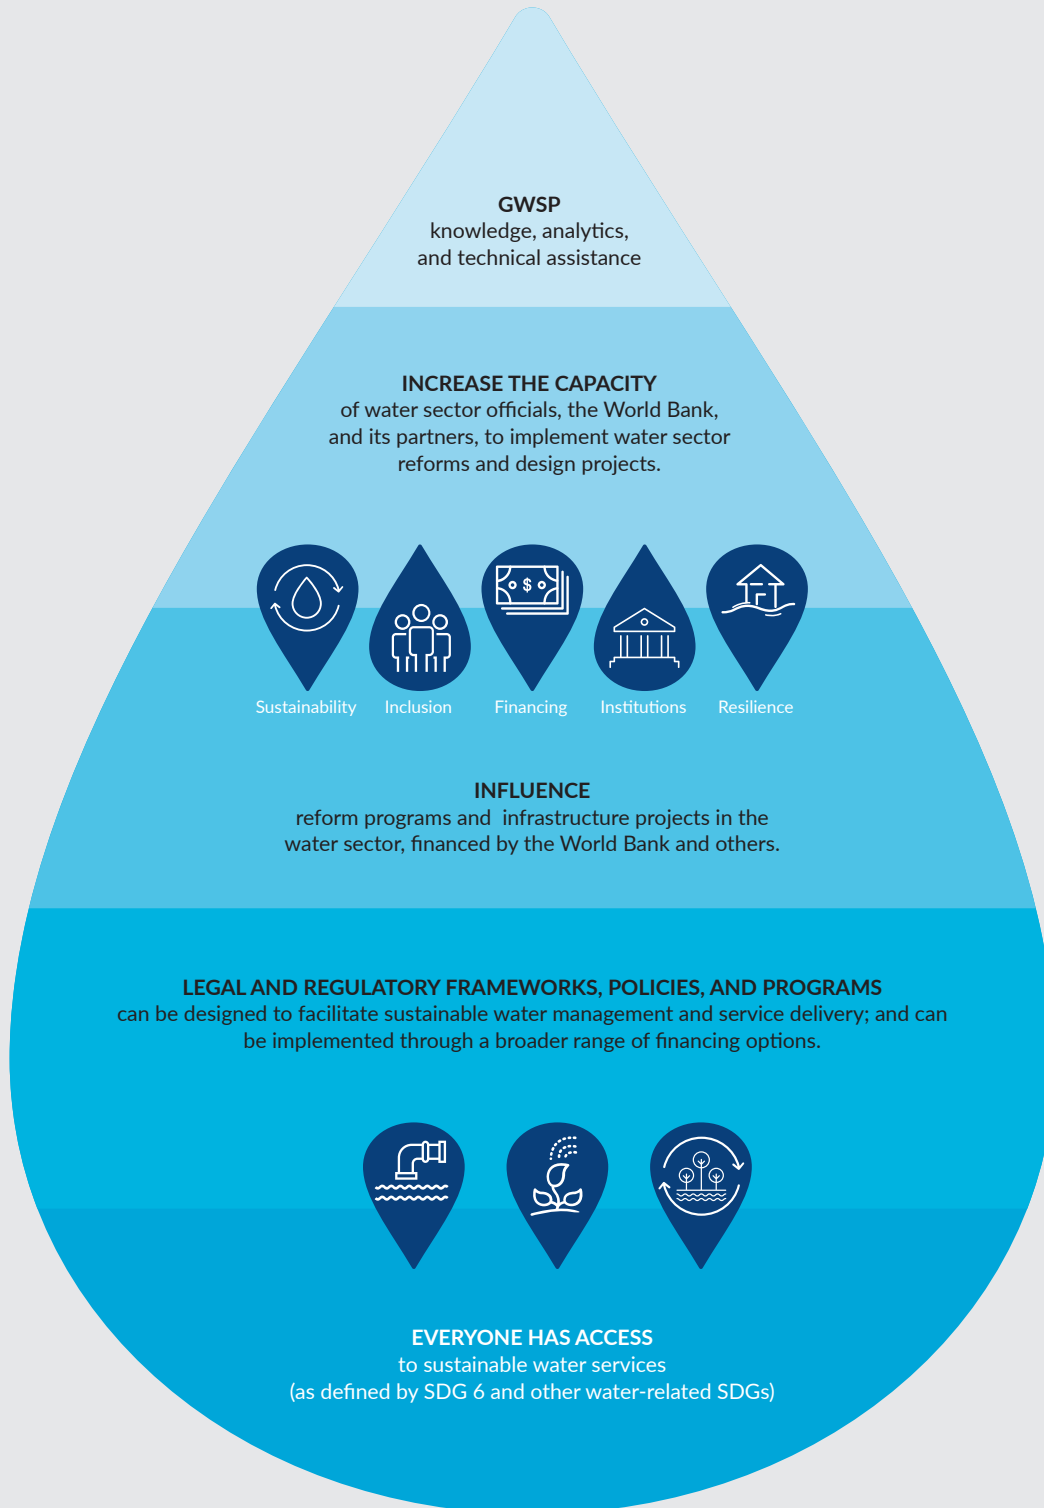 GWSP
knowledge, analytics,
and technical assistance
INCREASE THE CAPACITY
of water sector officials, the World Bank,
and its partners, to implement water sector
reforms and design projects.
$
Sustainability Inclusion Financing Institutions Resilience
INFLUENCE
reform programs and infrastructure projects in the
water sector, financed by the World Bank and others.
LEGAL AND REGULATORY FRAMEWORKS, POLICIES, AND PROGRAMS
can be designed to facilitate sustainable water management and service delivery; and can
be implemented through a broader range of financing options.
EVERYONE HAS ACCESS
to sustainable water services
(as defined by SDG 6 and other water-related SDGs)